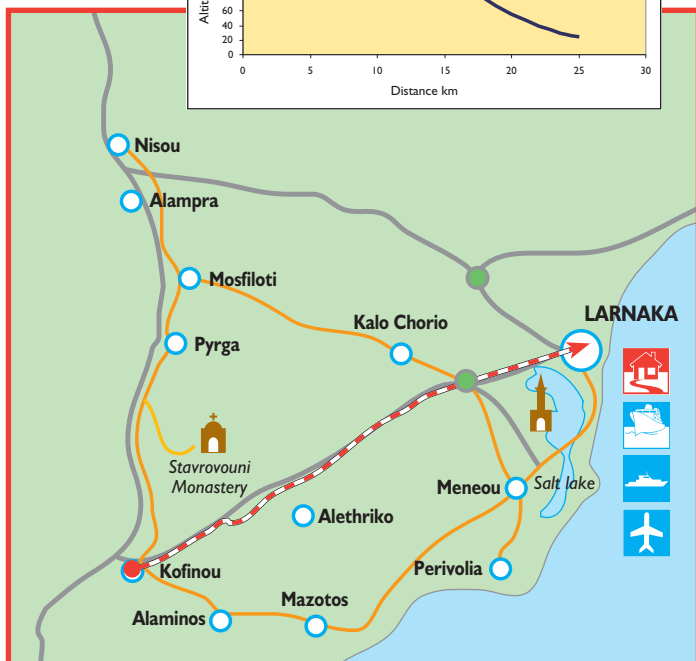 Altit
60
40
20
0
0
5
10
15
20
25
30
Distance km
Nisou
Alampra
Mosfiloti
LARNAKA
Kalo Chorio
Pyrga
Stavrovouni
Monastery
Meneou
Salt lake
Alethriko
Kofinou
Perivolia
Mazotos
Alaminos